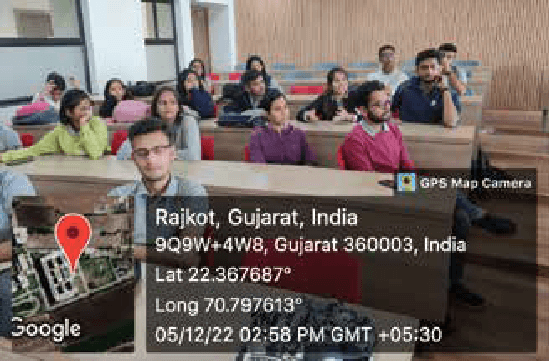 GPS Map Camera
Rajkot, Gujarat, India
9Q9W+4W8, Gujarat 360003, India
Lat 22.367687°
Long 70.797613°
05/12/22 02:58 PM GMT +05:30
Google